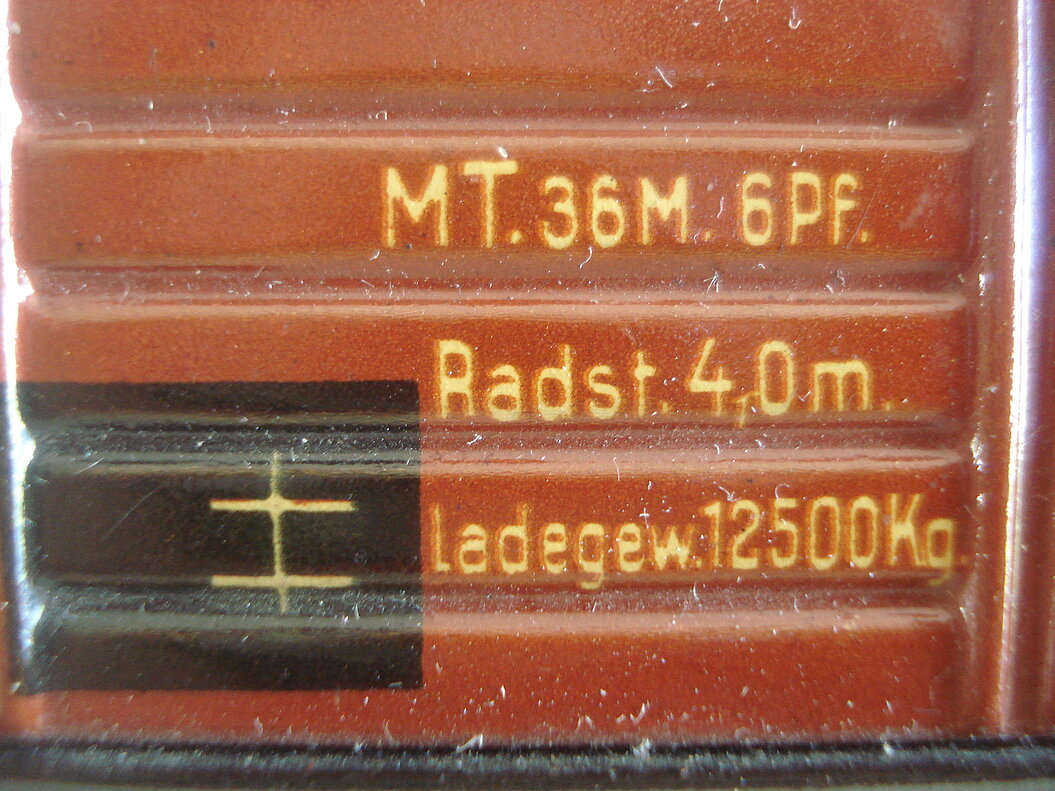 MT. 36M. 6Pf.
Radst. 4,0m.
ladegew. 12500Kg.